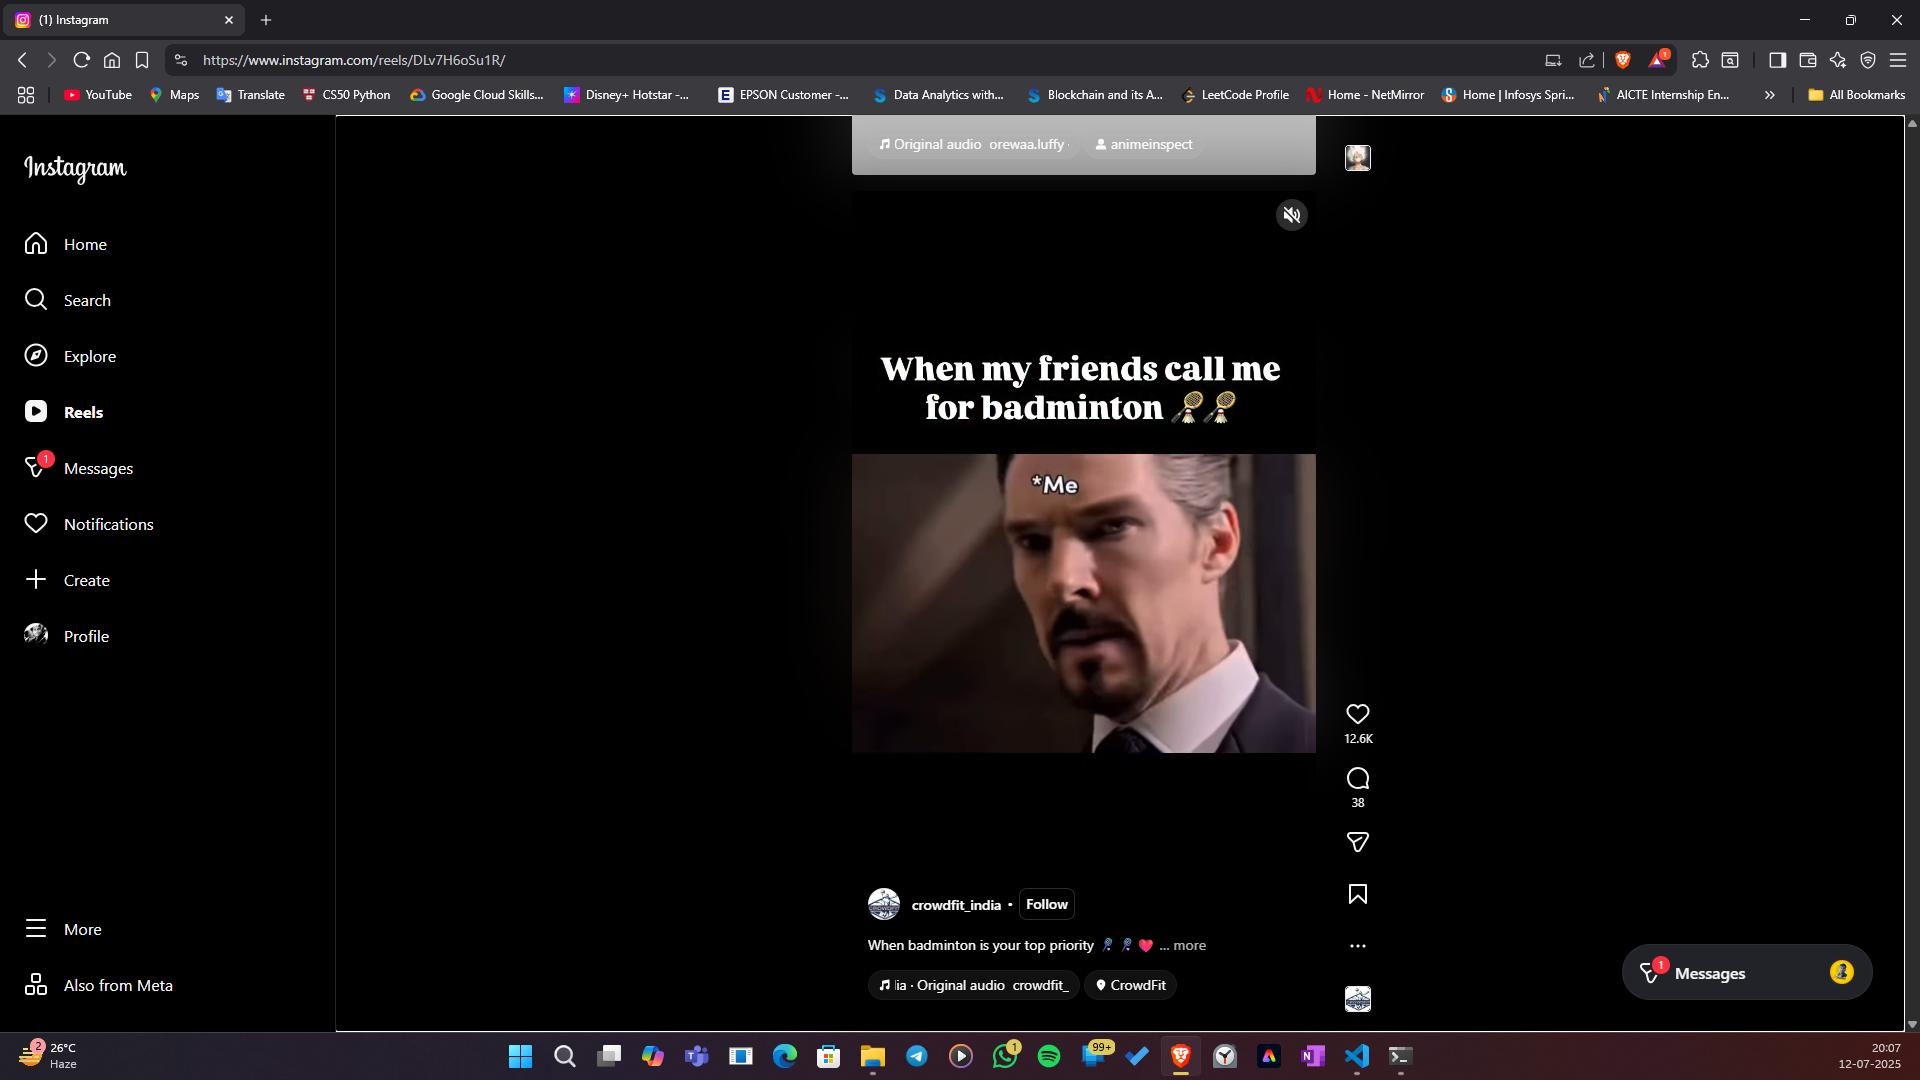 (1) Instagram
https://www.instagram.com/reels/DLv7H6oSu1R/
1
YouTube
Maps
Translate
CS50 Python
Google Cloud Skills...
Disney+ Hotstar -...
EPSON Customer -...
Data Analytics with...
Blockchain and its A...
LeetCode Profile
Home - NetMirror
Home | Infosys Spri...
AICTE Internship En...
All Bookmarks
Instagram
Home
Search
Explore
Reels
1
Messages
Notifications
Create
Profile
More
Also from Meta
Original audio orewaa.luffy
animeinspect
When my friends call me
for badminton 🏸🏸
*Me
12.6K
38
crowdfit_india • Follow
When badminton is your top priority 🏸 🏸 ❤️ ... more
ia · Original audio crowdfit_
CrowdFit
1
Messages
2
26°C
Haze
1
99+
20:07
12-07-2025